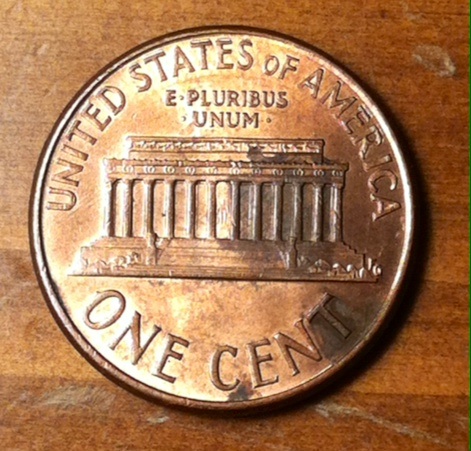 UNITED STATES OF AMERICA
E·PLURIBUS
·UNUM·
ONE CENT